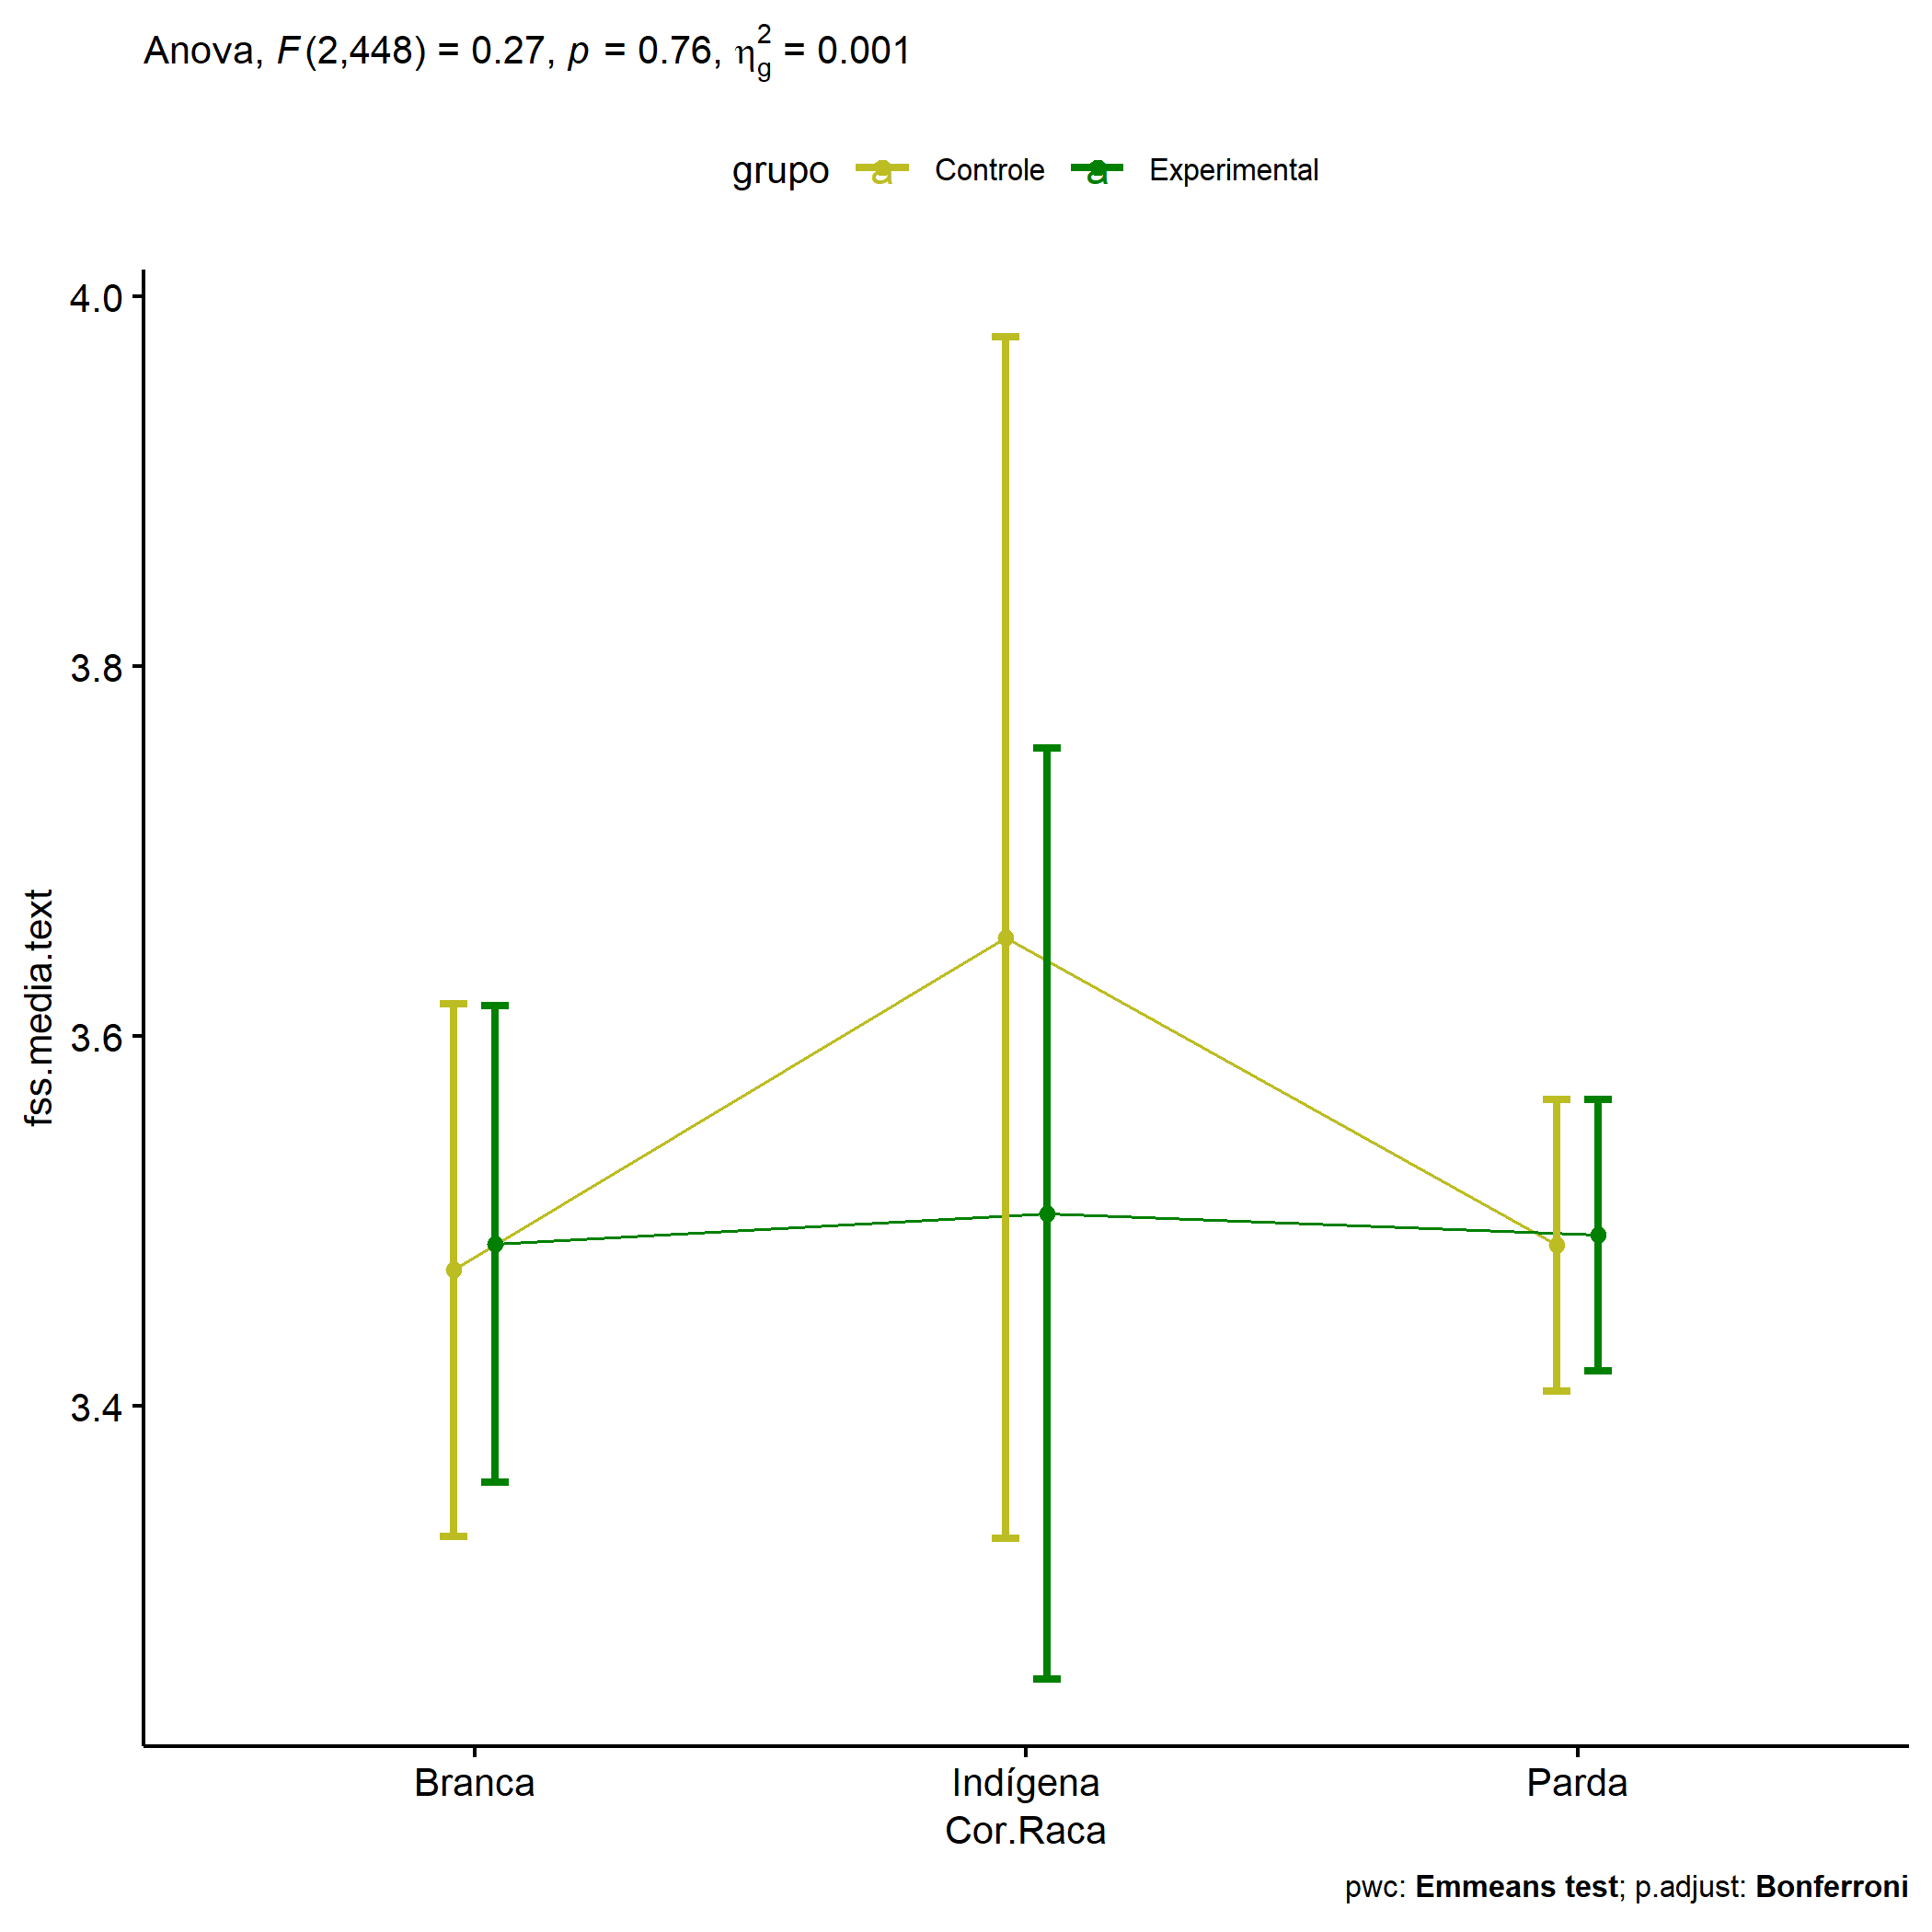 Anova, F(2,448) = 0.27, p = 0.76, η²g = 0.001
grupo a Controle a Experimental
4.0
3.8
3.6
3.4
fss.media.text
Branca Indígena Parda
Cor.Raca
pwc: Emmeans test; p.adjust: Bonferroni